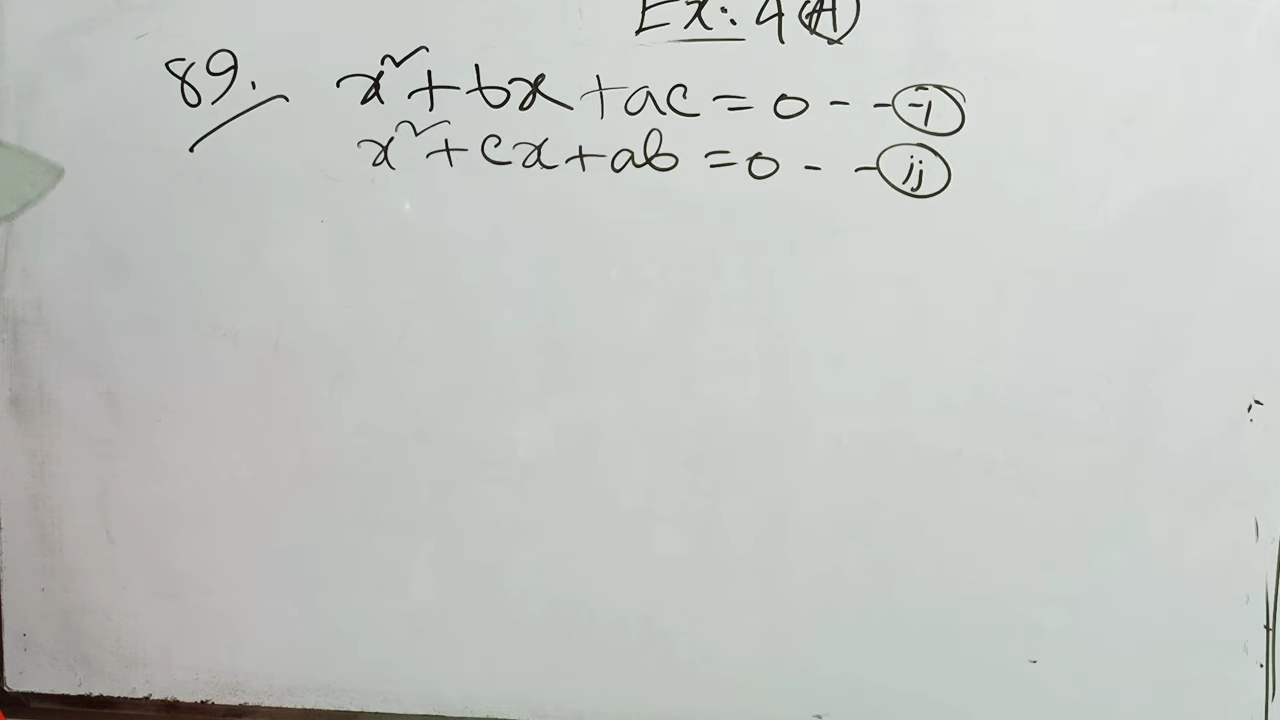 Ex: 4(A)
89. x² + bx + ac = 0 - - (i)
x² + cx + ab = 0 - - (ii)